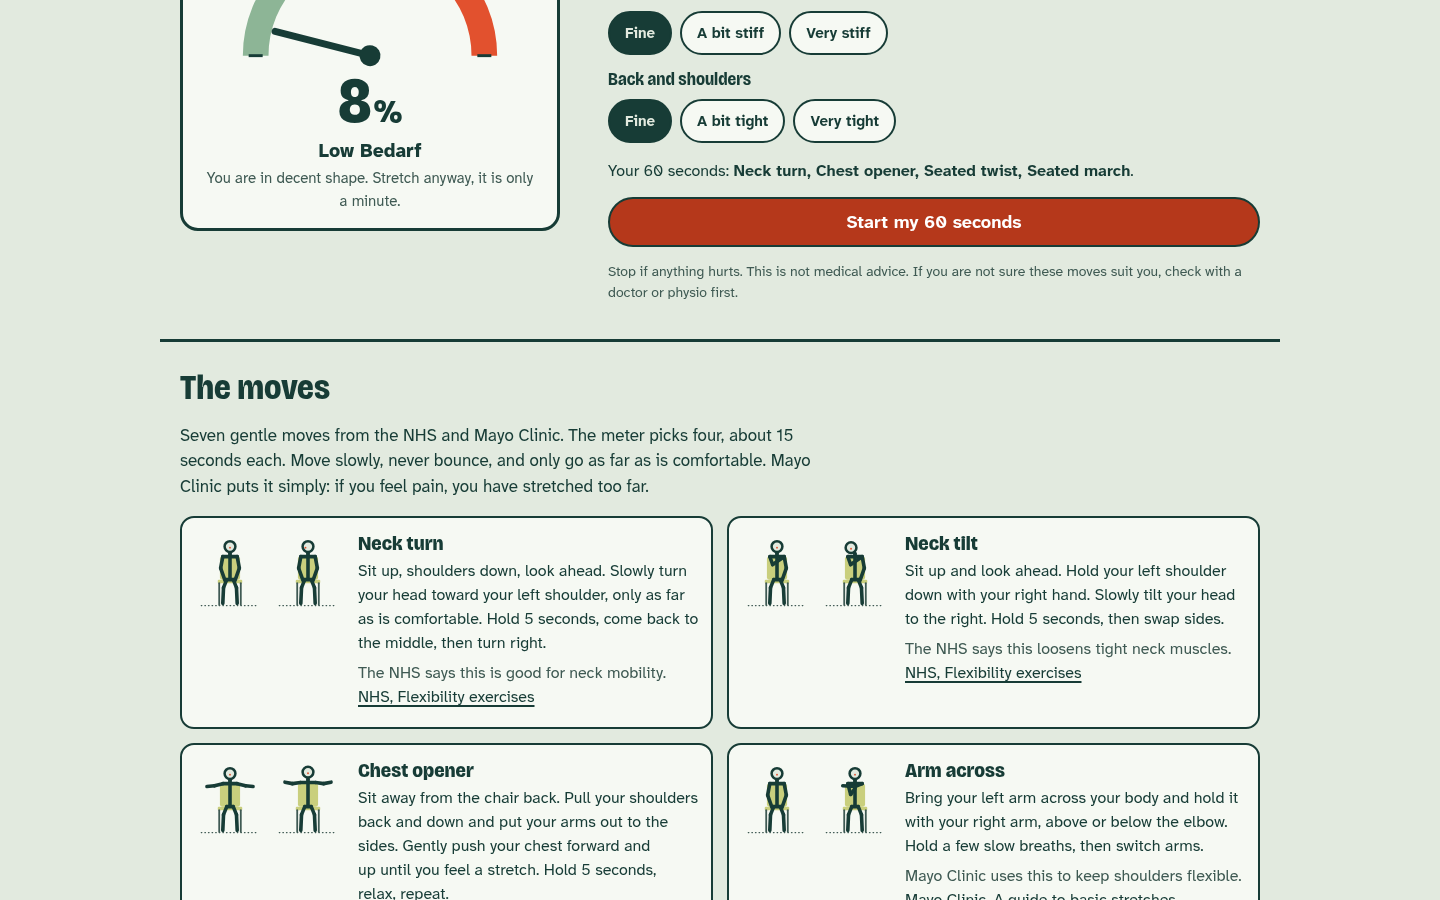 8%
Low Bedarf
You are in decent shape. Stretch anyway, it is only
a minute.
Fine
A bit stiff
Very stiff
Back and shoulders
Fine
A bit tight
Very tight
Your 60 seconds: Neck turn, Chest opener, Seated twist, Seated march.
Start my 60 seconds
Stop if anything hurts. This is not medical advice. If you are not sure these moves suit you, check with a
doctor or physio first.
The moves
Seven gentle moves from the NHS and Mayo Clinic. The meter picks four, about 15
seconds each. Move slowly, never bounce, and only go as far as is comfortable. Mayo
Clinic puts it simply: if you feel pain, you have stretched too far.
Neck turn
Sit up, shoulders down, look ahead. Slowly turn
your head toward your left shoulder, only as far
as is comfortable. Hold 5 seconds, come back to
the middle, then turn right.
The NHS says this is good for neck mobility.
NHS, Flexibility exercises
Neck tilt
Sit up and look ahead. Hold your left shoulder
down with your right hand. Slowly tilt your head
to the right. Hold 5 seconds, then swap sides.
The NHS says this loosens tight neck muscles.
NHS, Flexibility exercises
Chest opener
Sit away from the chair back. Pull your shoulders
back and down and put your arms out to the
sides. Gently push your chest forward and
up until you feel a stretch. Hold 5 seconds,
relax, repeat.
Arm across
Bring your left arm across your body and hold it
with your right arm, above or below the elbow.
Hold a few slow breaths, then switch arms.
Mayo Clinic uses this to keep shoulders flexible.
Mayo Clinic, A guide to basic stretches